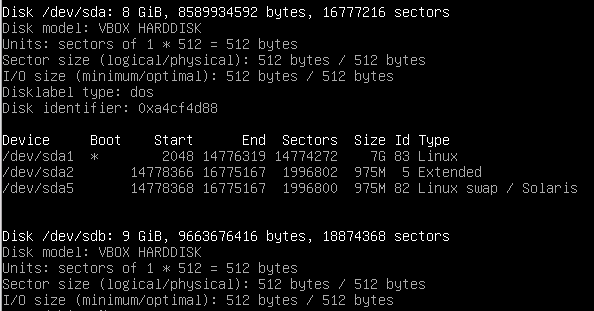 Disk /dev/sda: 8 GiB, 8589934592 bytes, 16777216 sectors
Disk model: VBOX HARDDISK
Units: sectors of 1 * 512 = 512 bytes
Sector size (logical/physical): 512 bytes / 512 bytes
I/O size (minimum/optimal): 512 bytes / 512 bytes
Disklabel type: dos
Disk identifier: 0xa4cf4d88
Device     Boot    Start      End  Sectors  Size Id Type
/dev/sda1  *        2048 14776319 14774272    7G 83 Linux
/dev/sda2       14778366 16775167  1996802  975M  5 Extended
/dev/sda5       14778368 16775167  1996800  975M 82 Linux swap / Solaris
Disk /dev/sdb: 9 GiB, 9663676416 bytes, 18874368 sectors
Disk model: VBOX HARDDISK
Units: sectors of 1 * 512 = 512 bytes
Sector size (logical/physical): 512 bytes / 512 bytes
I/O size (minimum/optimal): 512 bytes / 512 bytes